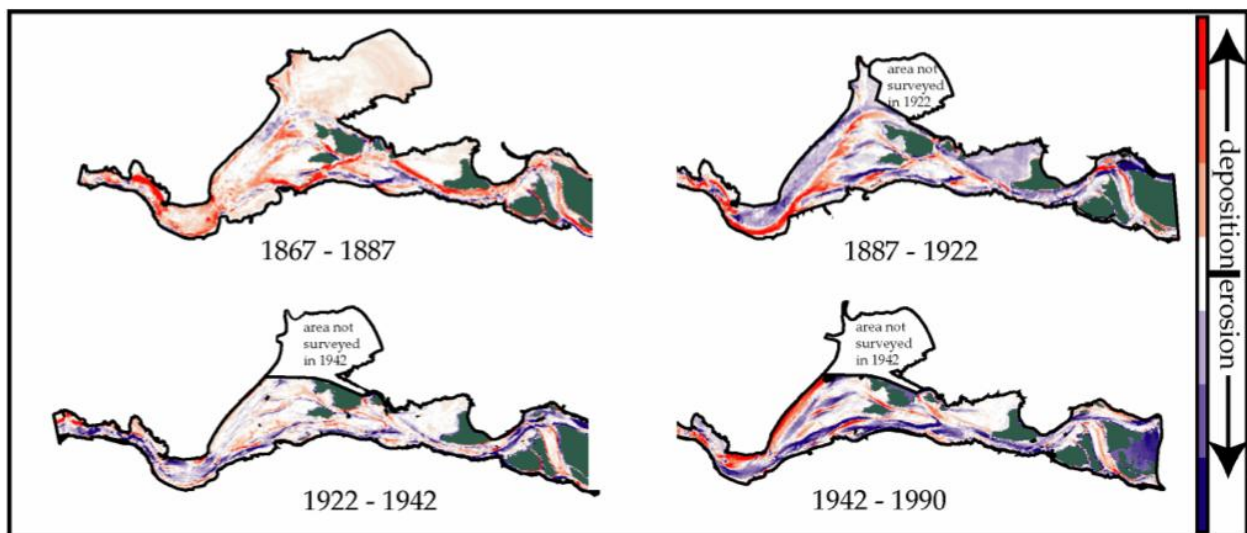 area not
surveyed
in 1922
1867 - 1887
1887 - 1922
area not
surveyed
in 1942
area not
surveyed
in 1942
1922 - 1942
1942 - 1990
deposition
erosion